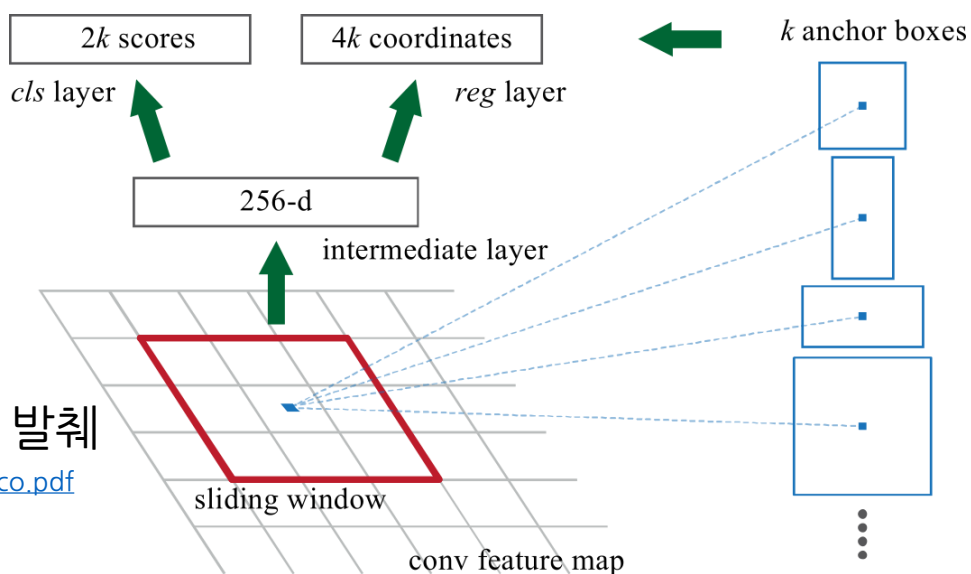 2k scores
4k coordinates
k anchor boxes
cls layer
reg layer
256-d
intermediate layer
발췌
co.pdf
sliding window
conv feature map